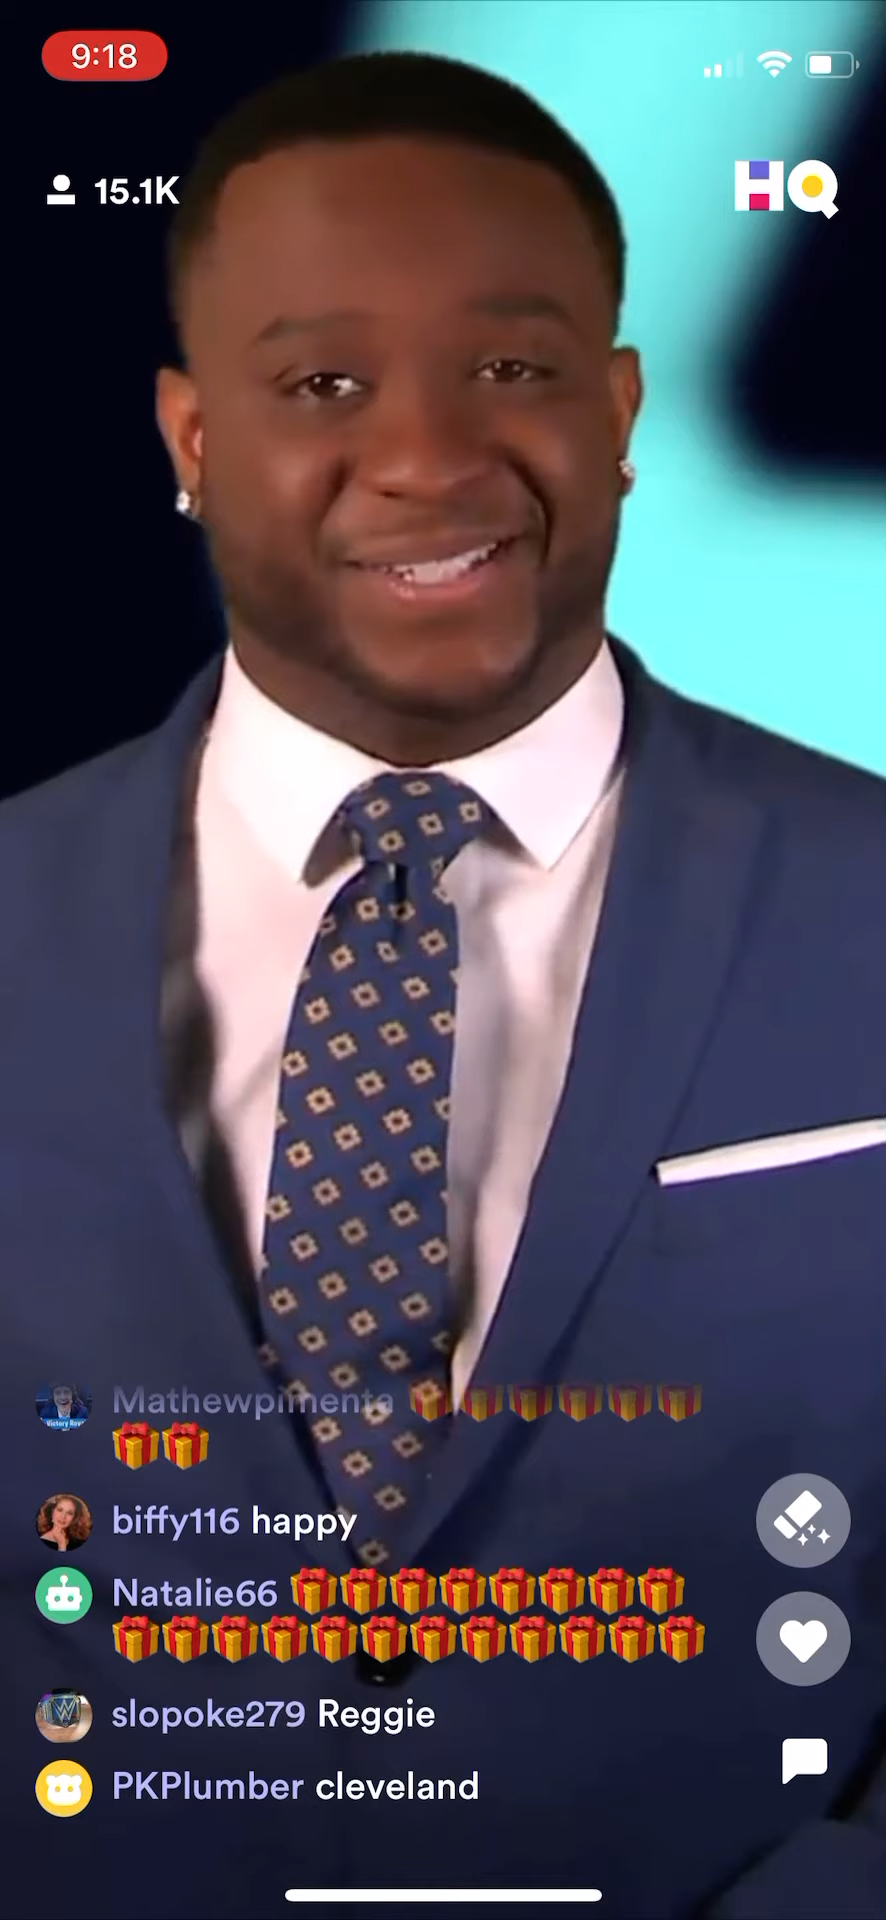 9:18
15.1K
HQ
Mathewpimenta 🎁🎁🎁🎁🎁🎁
🎁🎁
biffy116 happy
Natalie66 🎁🎁🎁🎁🎁🎁🎁🎁
🎁🎁🎁🎁🎁🎁🎁🎁🎁🎁🎁🎁
slopoke279 Reggie
PKPlumber cleveland